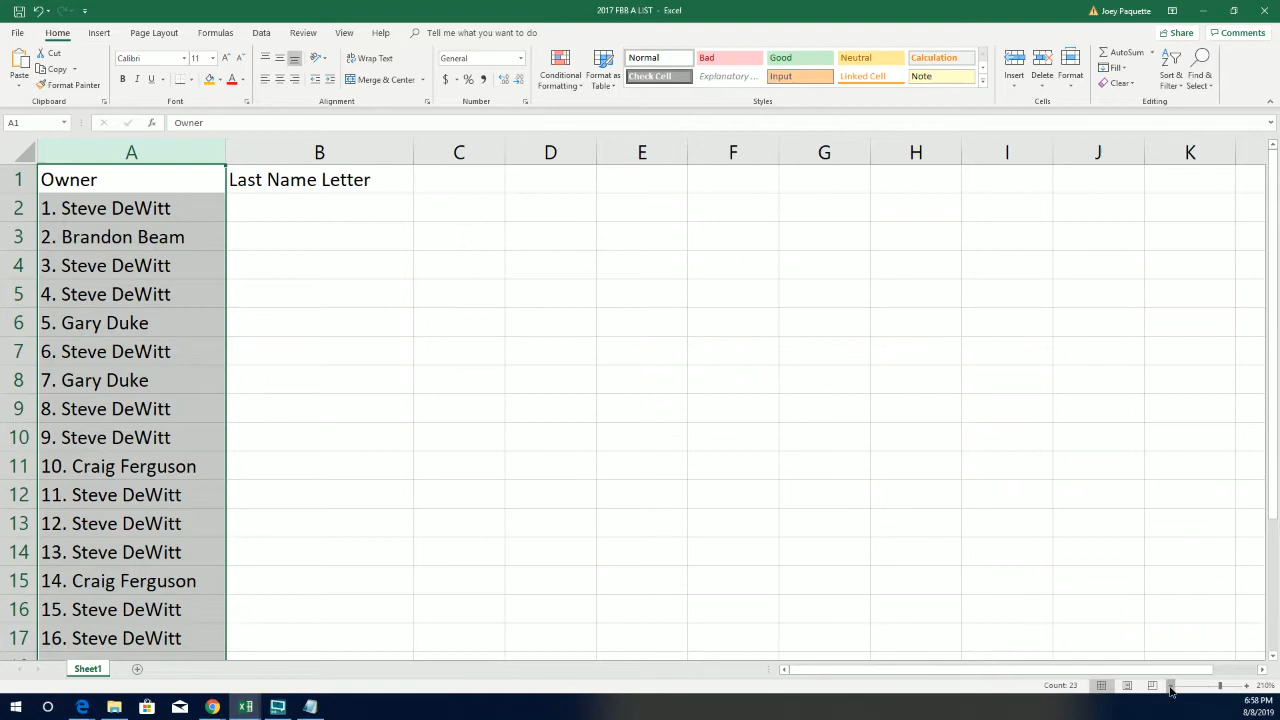 2017 FBB A LIST - Excel
Joey Paquette
File Home Insert Page Layout Formulas Data Review View Help Tell me what you want to do
Share Comments
Paste
Cut
Copy
Format Painter
Clipboard
Calibri 11
B I U
Font
Wrap Text
Merge & Center
Alignment
General
$ % ,
Number
Conditional Formatting
Format as Table
Normal Bad Good Neutral Calculation
Check Cell Explanatory ... Input Linked Cell Note
Styles
Insert Delete Format
Cells
AutoSum
Fill
Clear
Sort & Filter
Find & Select
Editing
A1 fx Owner
A B C D E F G H I J K
1 Owner Last Name Letter
2 1. Steve DeWitt
3 2. Brandon Beam
4 3. Steve DeWitt
5 4. Steve DeWitt
6 5. Gary Duke
7 6. Steve DeWitt
8 7. Gary Duke
9 8. Steve DeWitt
10 9. Steve DeWitt
11 10. Craig Ferguson
12 11. Steve DeWitt
13 12. Steve DeWitt
14 13. Steve DeWitt
15 14. Craig Ferguson
16 15. Steve DeWitt
17 16. Steve DeWitt
Sheet1
Count: 23 210%
6:58 PM
8/8/2019